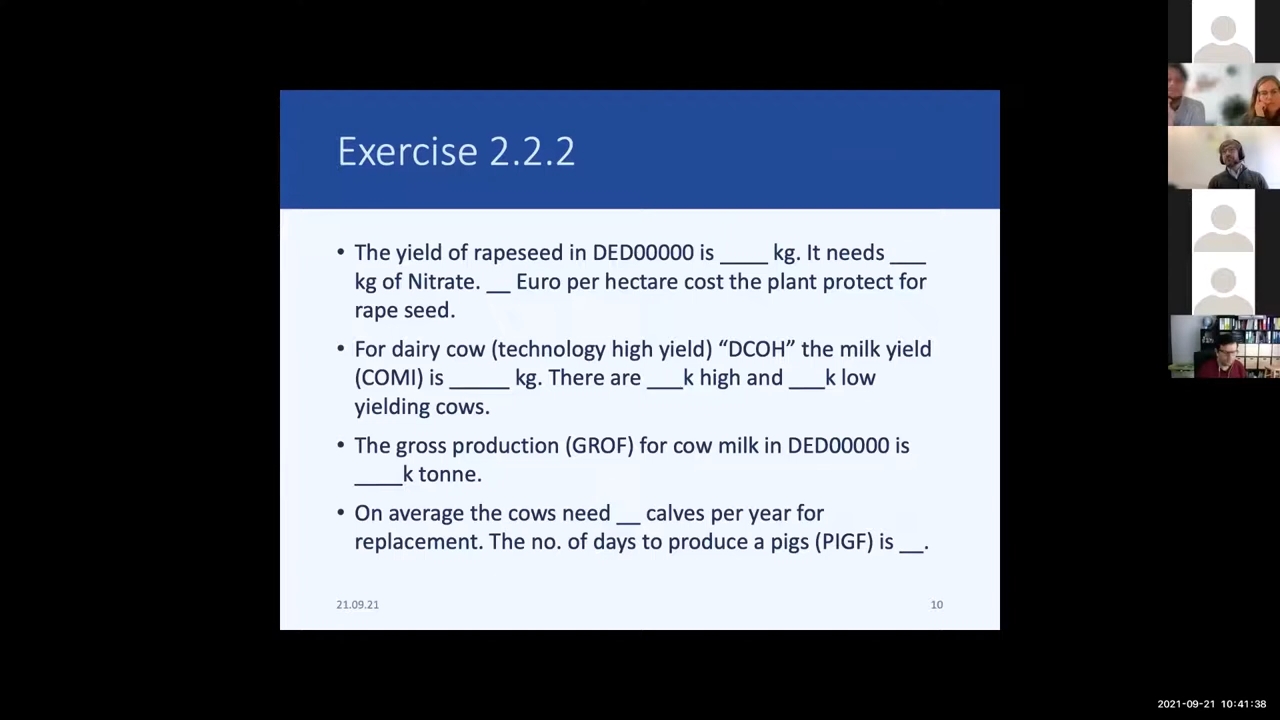 Exercise 2.2.2
• The yield of rapeseed in DED00000 is ____ kg. It needs ___
kg of Nitrate. __ Euro per hectare cost the plant protect for
rape seed.
• For dairy cow (technology high yield) “DCOH” the milk yield
(COMI) is _____ kg. There are ___k high and ___k low
yielding cows.
• The gross production (GROF) for cow milk in DED00000 is
____k tonne.
• On average the cows need __ calves per year for
replacement. The no. of days to produce a pigs (PIGF) is __.
21.09.21
10
2021-09-21 10:41:38